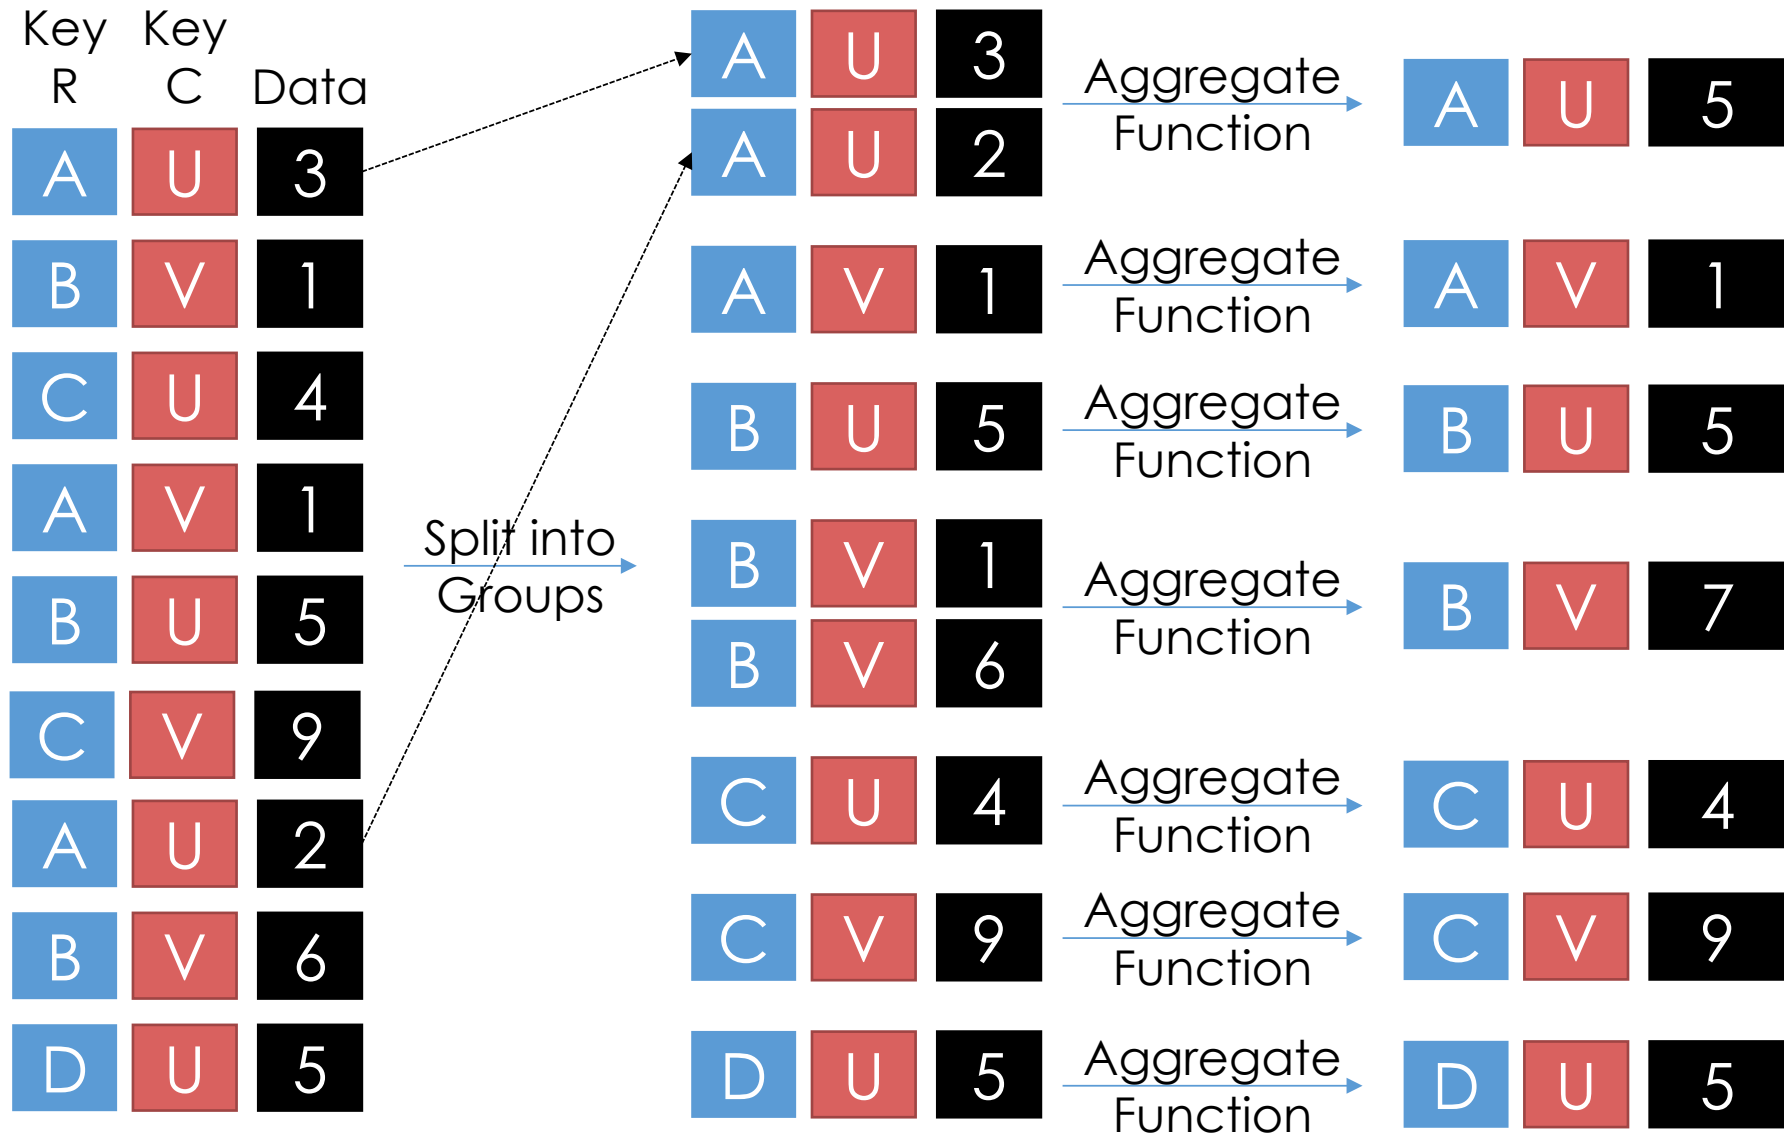 Key Key
R C Data
A U 3
B V 1
C U 4
A V 1
B U 5
C V 9
A U 2
B V 6
D U 5
Split into
Groups
A U 3
A U 2
A V 1
B U 5
B V 1
B V 6
C U 4
C V 9
D U 5
Aggregate
Function
Aggregate
Function
Aggregate
Function
Aggregate
Function
Aggregate
Function
Aggregate
Function
Aggregate
Function
A U 5
A V 1
B U 5
B V 7
C U 4
C V 9
D U 5